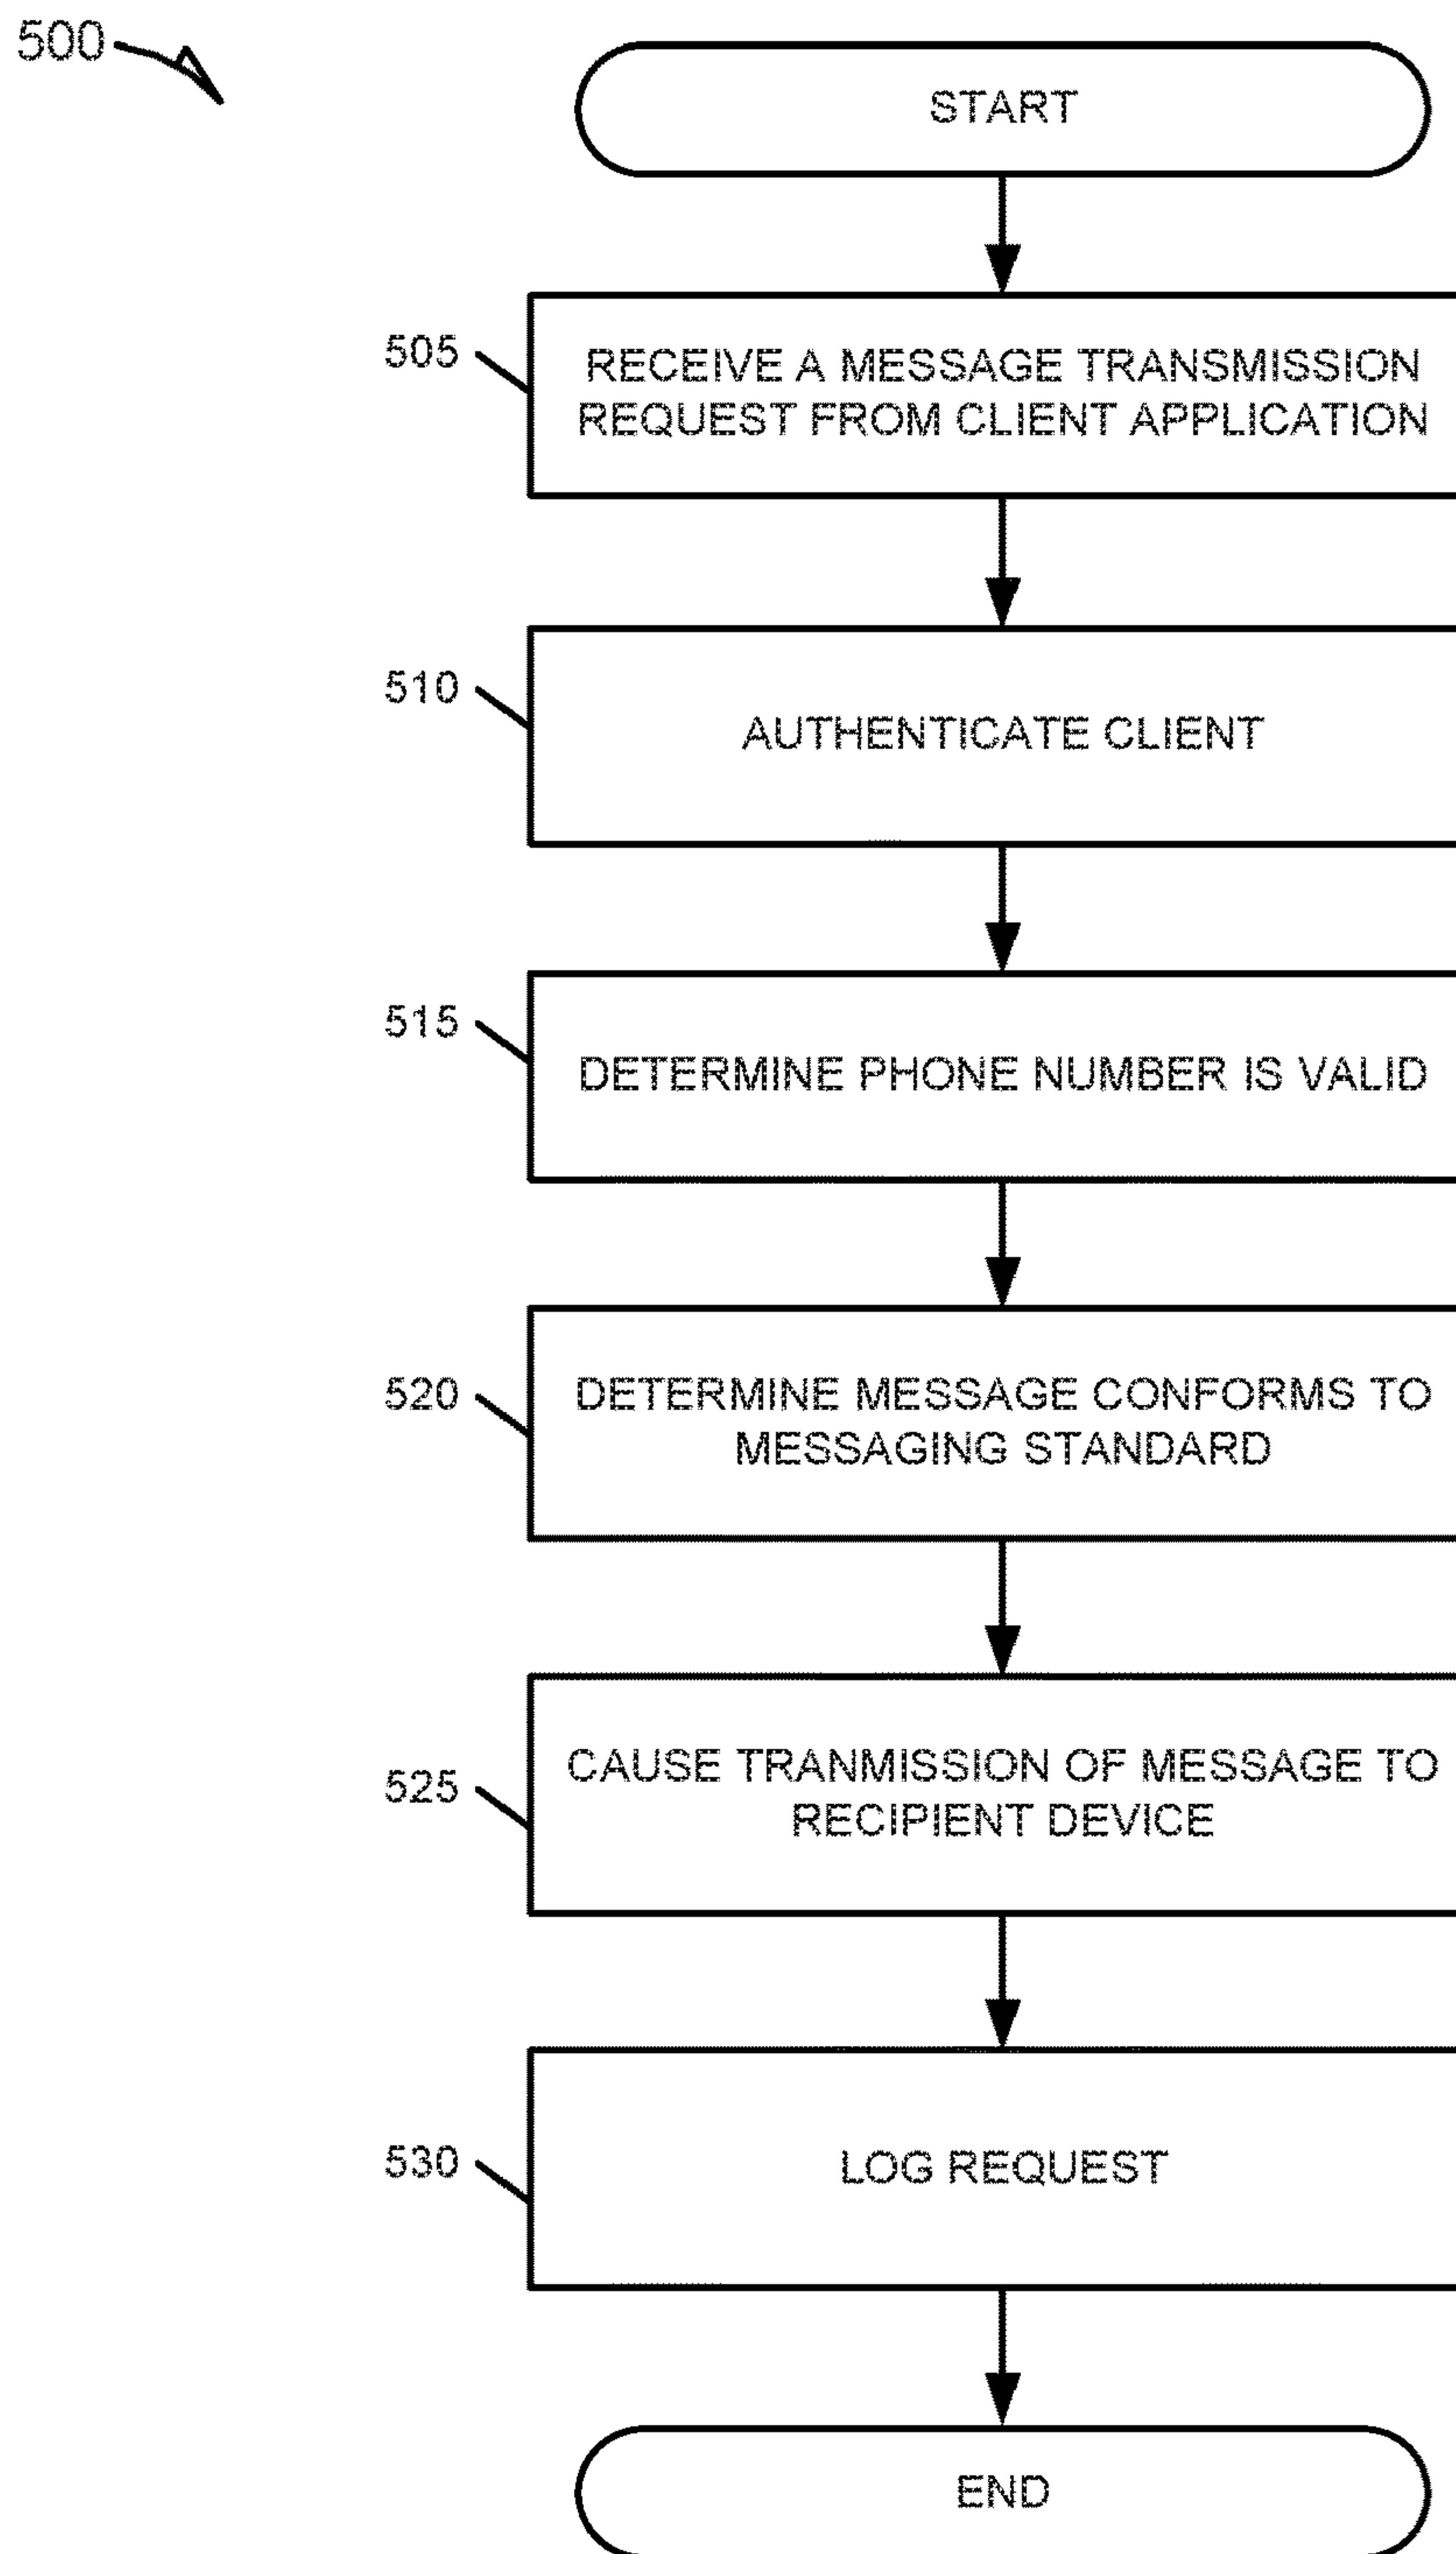 500
START
505
RECEIVE A MESSAGE TRANSMISSION
REQUEST FROM CLIENT APPLICATION
510
AUTHENTICATE CLIENT
515
DETERMINE PHONE NUMBER IS VALID
520
DETERMINE MESSAGE CONFORMS TO
MESSAGING STANDARD
525
CAUSE TRANMISSION OF MESSAGE TO
RECIPIENT DEVICE
530
LOG REQUEST
END